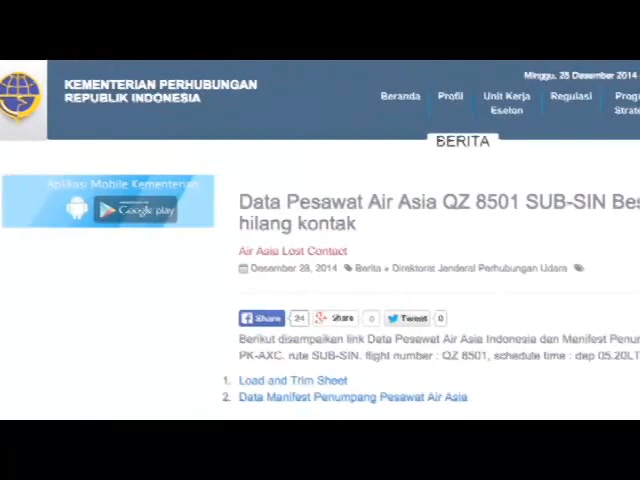 Minggu, 28 Desember 2014
KEMENTERIAN PERHUBUNGAN
REPUBLIK INDONESIA
Beranda Profil Unit Kerja Eselon Regulasi
BERITA
Aplikasi Mobile Kementerian
Google play
Data Pesawat Air Asia QZ 8501 SUB-SIN
hilang kontak
Air Asia Lost Contact
Desember 28, 2014 Berita » Direktorat Jenderal Perhubungan Udara
Share 24 Share 0 Tweet 0
Berikut disampaikan link Data Pesawat Air Asia Indonesia dan Manifest
PK-AXC, rute SUB-SIN, flight number : QZ 8501, schedule time : dep 05.20LT
1. Load and Trim Sheet
2. Data Manifest Penumpang Pesawat Air Asia